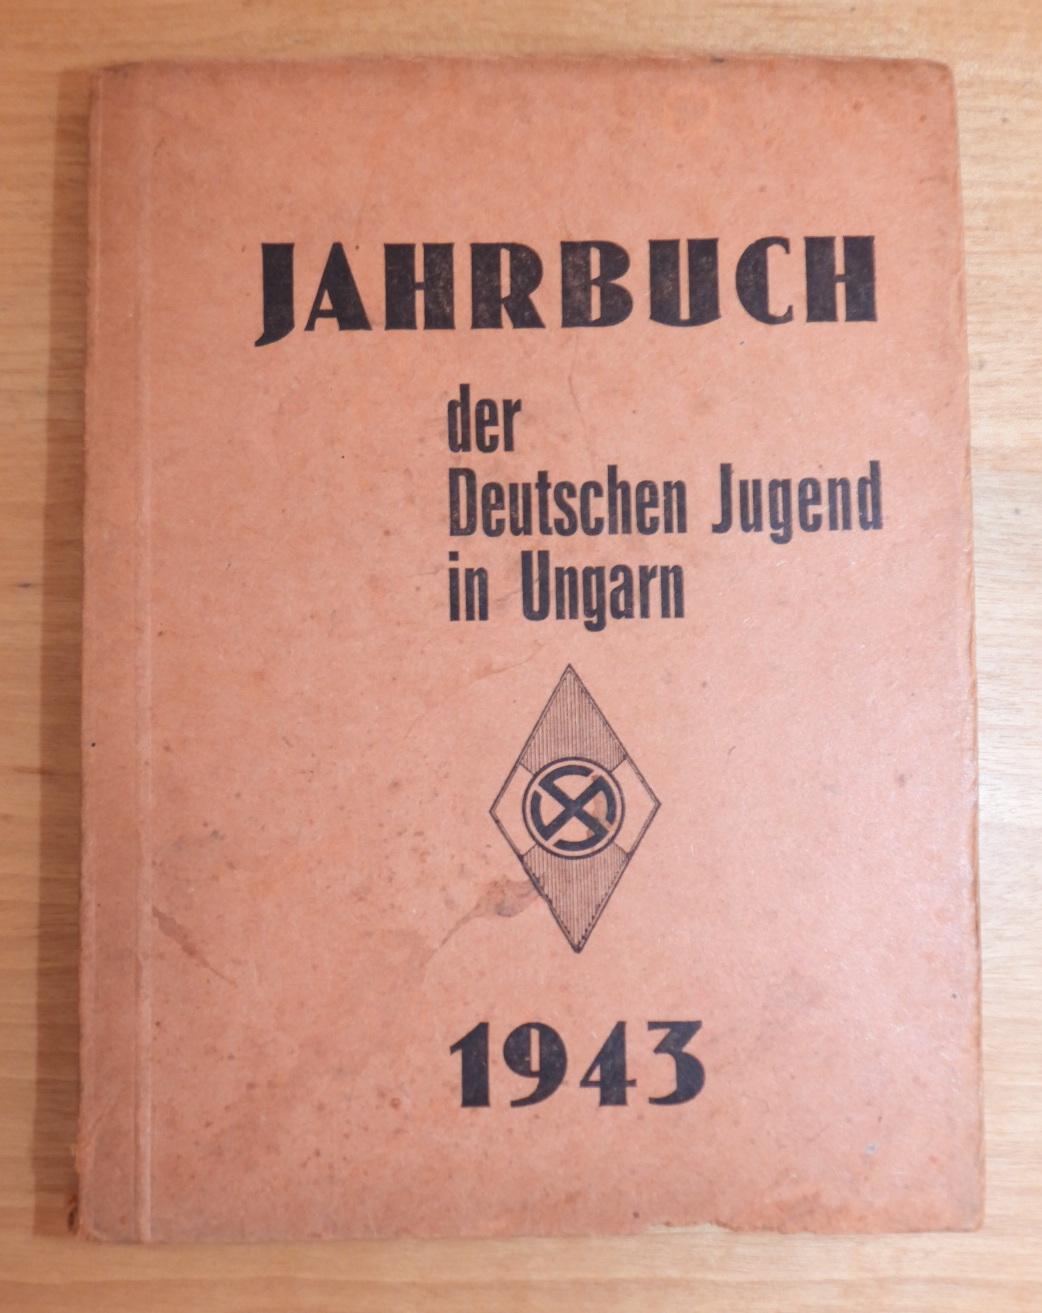 JAHRBUCH
der
Deutschen Jugend
in Ungarn
1943